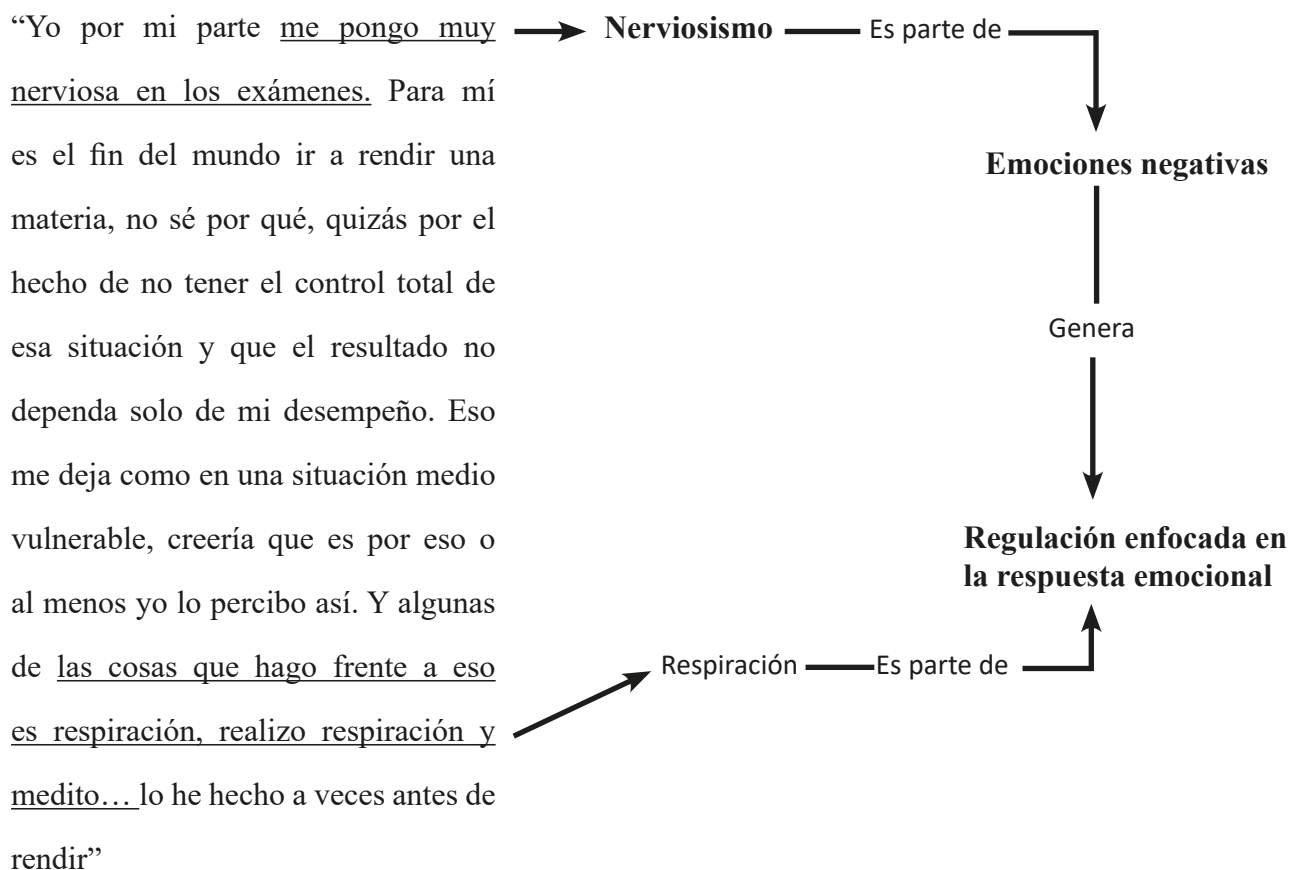 “Yo por mi parte me pongo muy
nerviosa en los exámenes. Para mí
es el fin del mundo ir a rendir una
materia, no sé por qué, quizás por el
hecho de no tener el control total de
esa situación y que el resultado no
dependa solo de mi desempeño. Eso
me deja como en una situación medio
vulnerable, creería que es por eso o
al menos yo lo percibo así. Y algunas
de las cosas que hago frente a eso
es respiración, realizo respiración y
medito… lo he hecho a veces antes de
rendir”
Nerviosismo
Es parte de
Emociones negativas
Genera
Regulación enfocada en
la respuesta emocional
Respiración
Es parte de